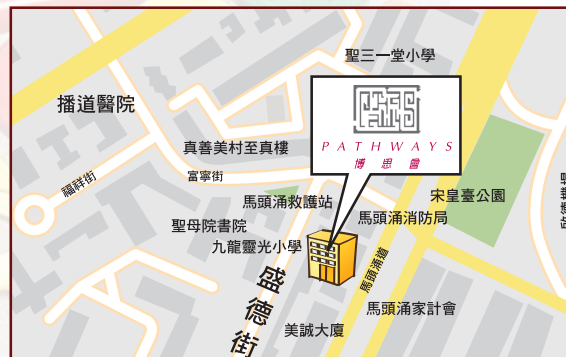 聖三一堂小學
播道醫院
PATHWAYS
博思會
真善美村至真樓
福祥街
富寧街
馬頭涌救護站
宋皇臺公園
聖母院書院
馬頭涌消防局
九龍靈光小學
盛德街
馬頭涌道
馬頭涌家計會
美誠大廈